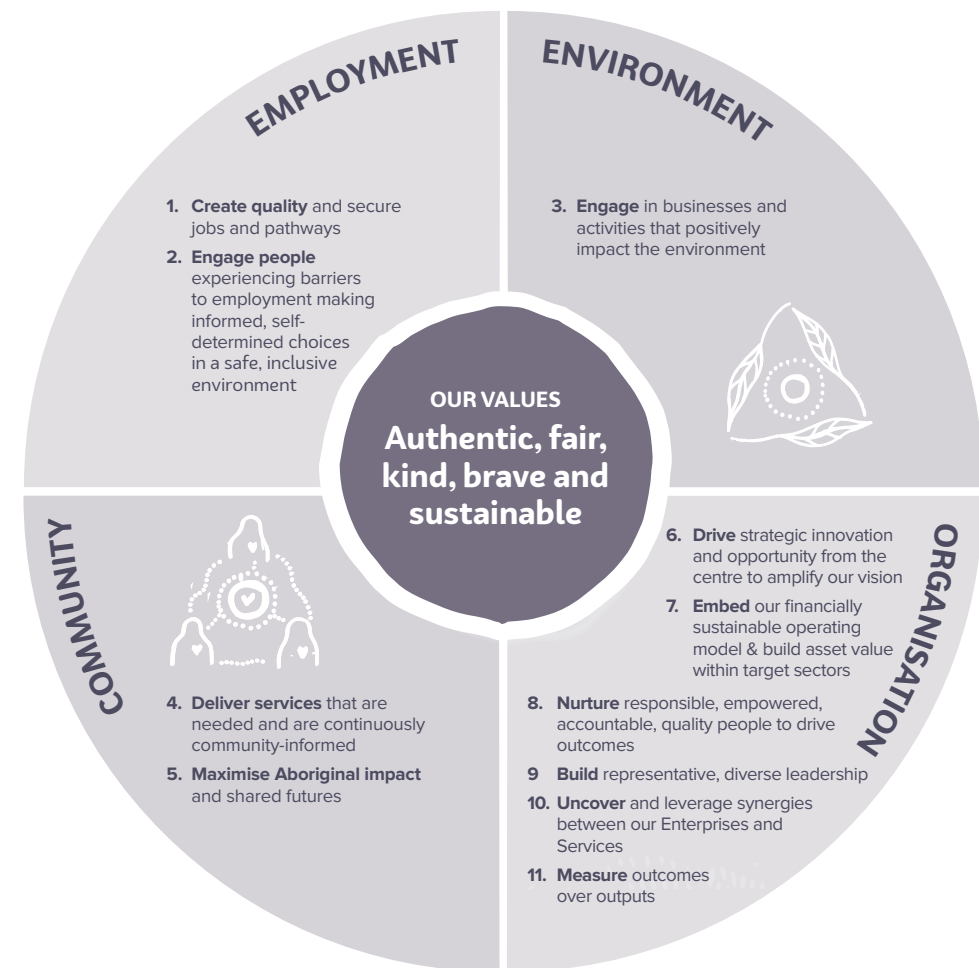 EMPLOYMENT
1. Create quality and secure
jobs and pathways
2. Engage people
experiencing barriers
to employment making
informed, self-
determined choices
in a safe, inclusive
environment
ENVIRONMENT
3. Engage in businesses and
activities that positively
impact the environment
OUR VALUES
Authentic, fair,
kind, brave and
sustainable
COMMUNITY
4. Deliver services that are
needed and are continuously
community-informed
5. Maximise Aboriginal impact
and shared futures
ORGANISATION
6. Drive strategic innovation
and opportunity from the
centre to amplify our vision
7. Embed our financially
sustainable operating
model & build asset value
within target sectors
8. Nurture responsible, empowered,
accountable, quality people to drive
outcomes
9 Build representative, diverse leadership
10. Uncover and leverage synergies
between our Enterprises and
Services
11. Measure outcomes
over outputs